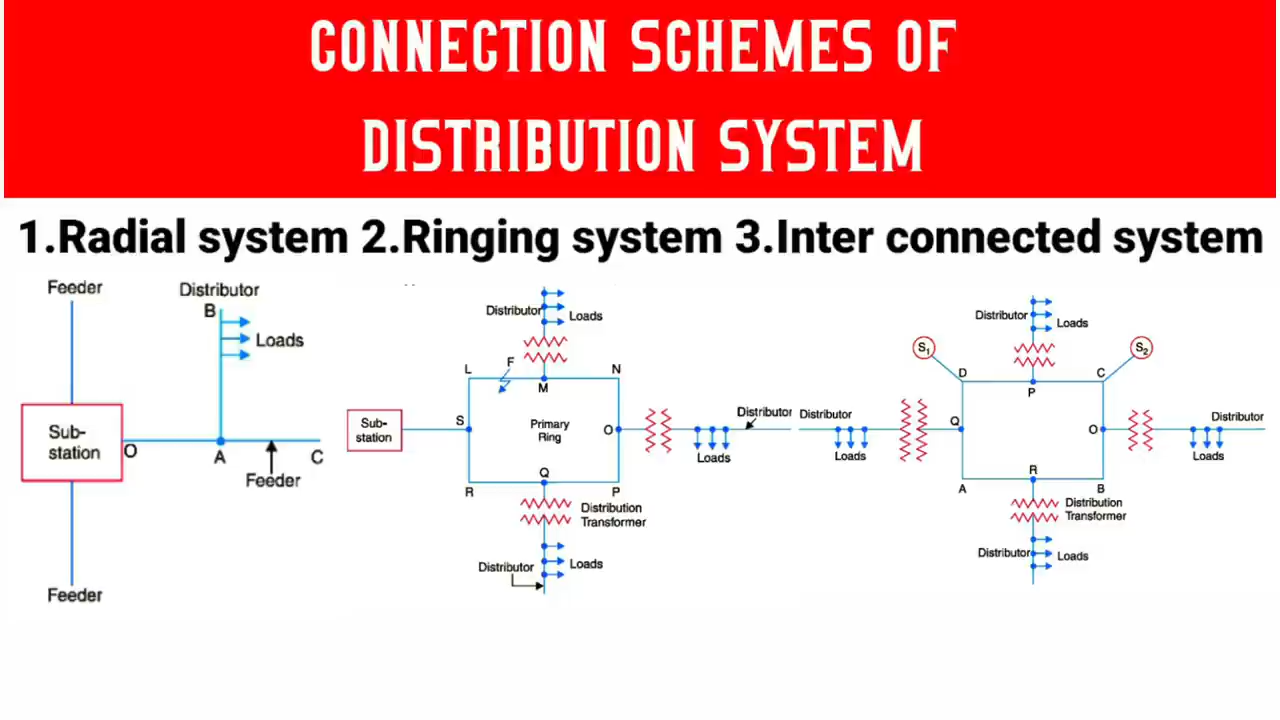 CONNECTION SCHEMES OF
DISTRIBUTION SYSTEM
1.Radial system 2.Ringing system 3.Inter connected system
Feeder
Distributor
B
Loads
Sub-
station
O
A
C
Feeder
Feeder
Distributor
Loads
F
L
N
M
Sub-
station
S
Primary
Ring
O
Distributor
Loads
Q
R
P
Distribution
Transformer
Distributor
Loads
Distributor
Loads
S1
S2
D
C
P
Distributor
Loads
Q
O
Distributor
Loads
R
A
B
Distribution
Transformer
Distributor
Loads